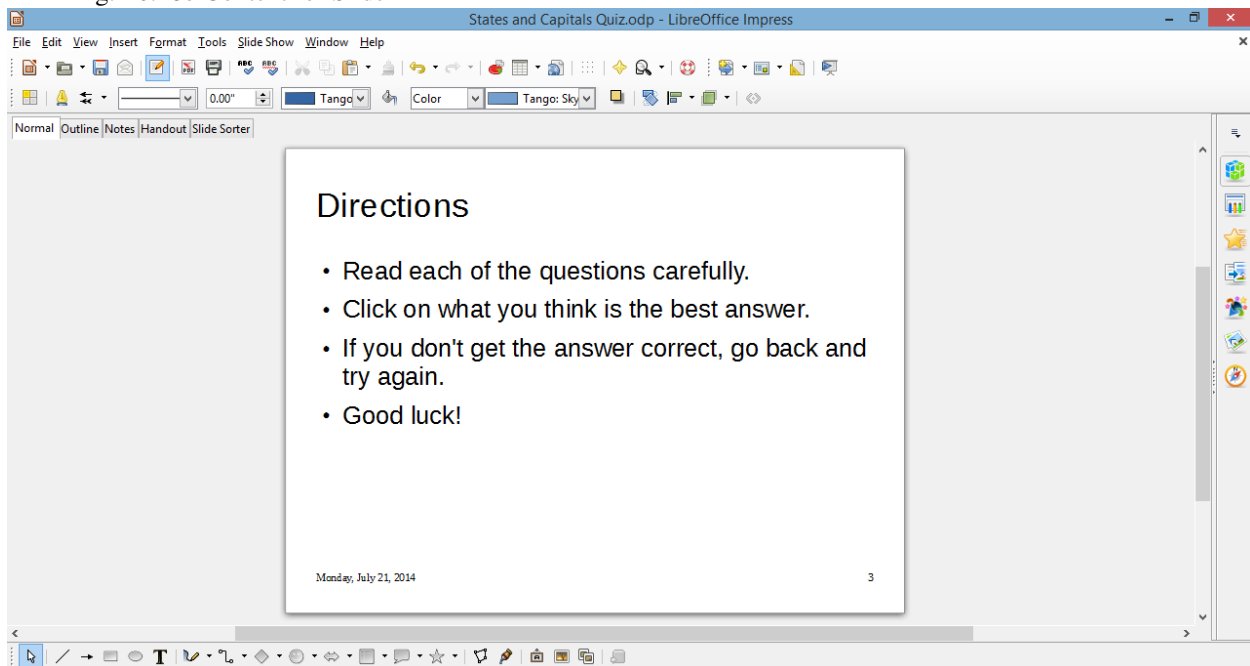 States and Capitals Quiz.odp - LibreOffice Impress
File Edit View Insert Format Tools Slide Show Window Help
0.00" Tango Color Tango: Sky
Normal Outline Notes Handout Slide Sorter
Directions
• Read each of the questions carefully.
• Click on what you think is the best answer.
• If you don't get the answer correct, go back and
try again.
• Good luck!
Monday, July 21, 2014 3